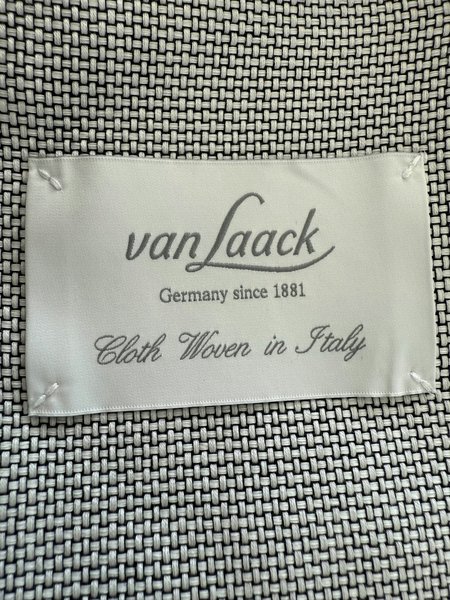 van Laack
Germany since 1881
Cloth Woven in Italy